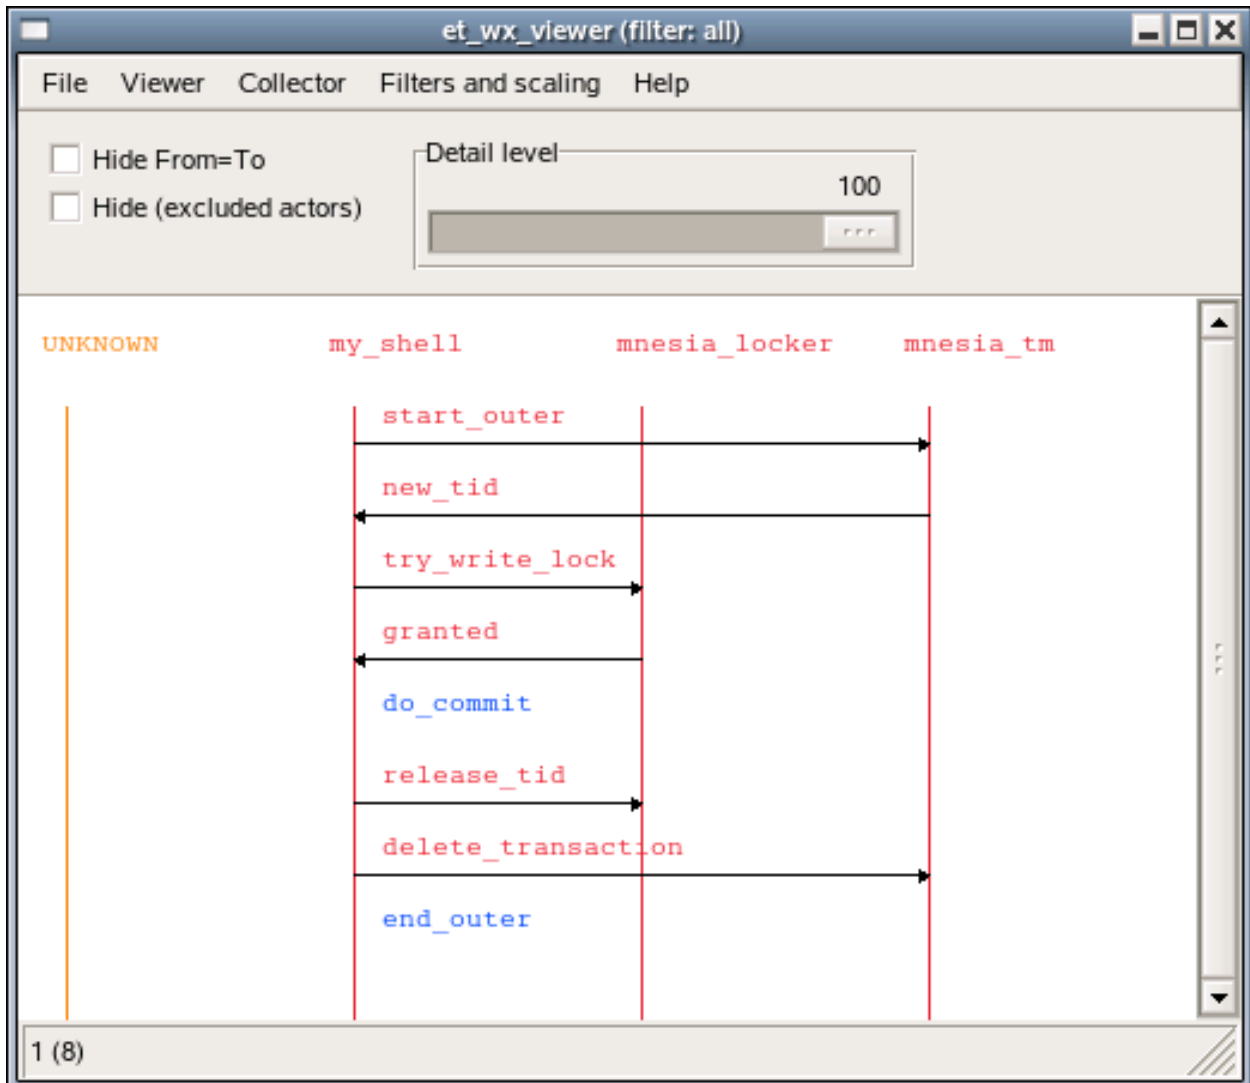 et_wx_viewer (filter: all)
File Viewer Collector Filters and scaling Help
Hide From=To
Hide (excluded actors)
Detail level
100
UNKNOWN my_shell mnesia_locker mnesia_tm
start_outer
new_tid
try_write_lock
granted
do_commit
release_tid
delete_transaction
end_outer
1 (8)